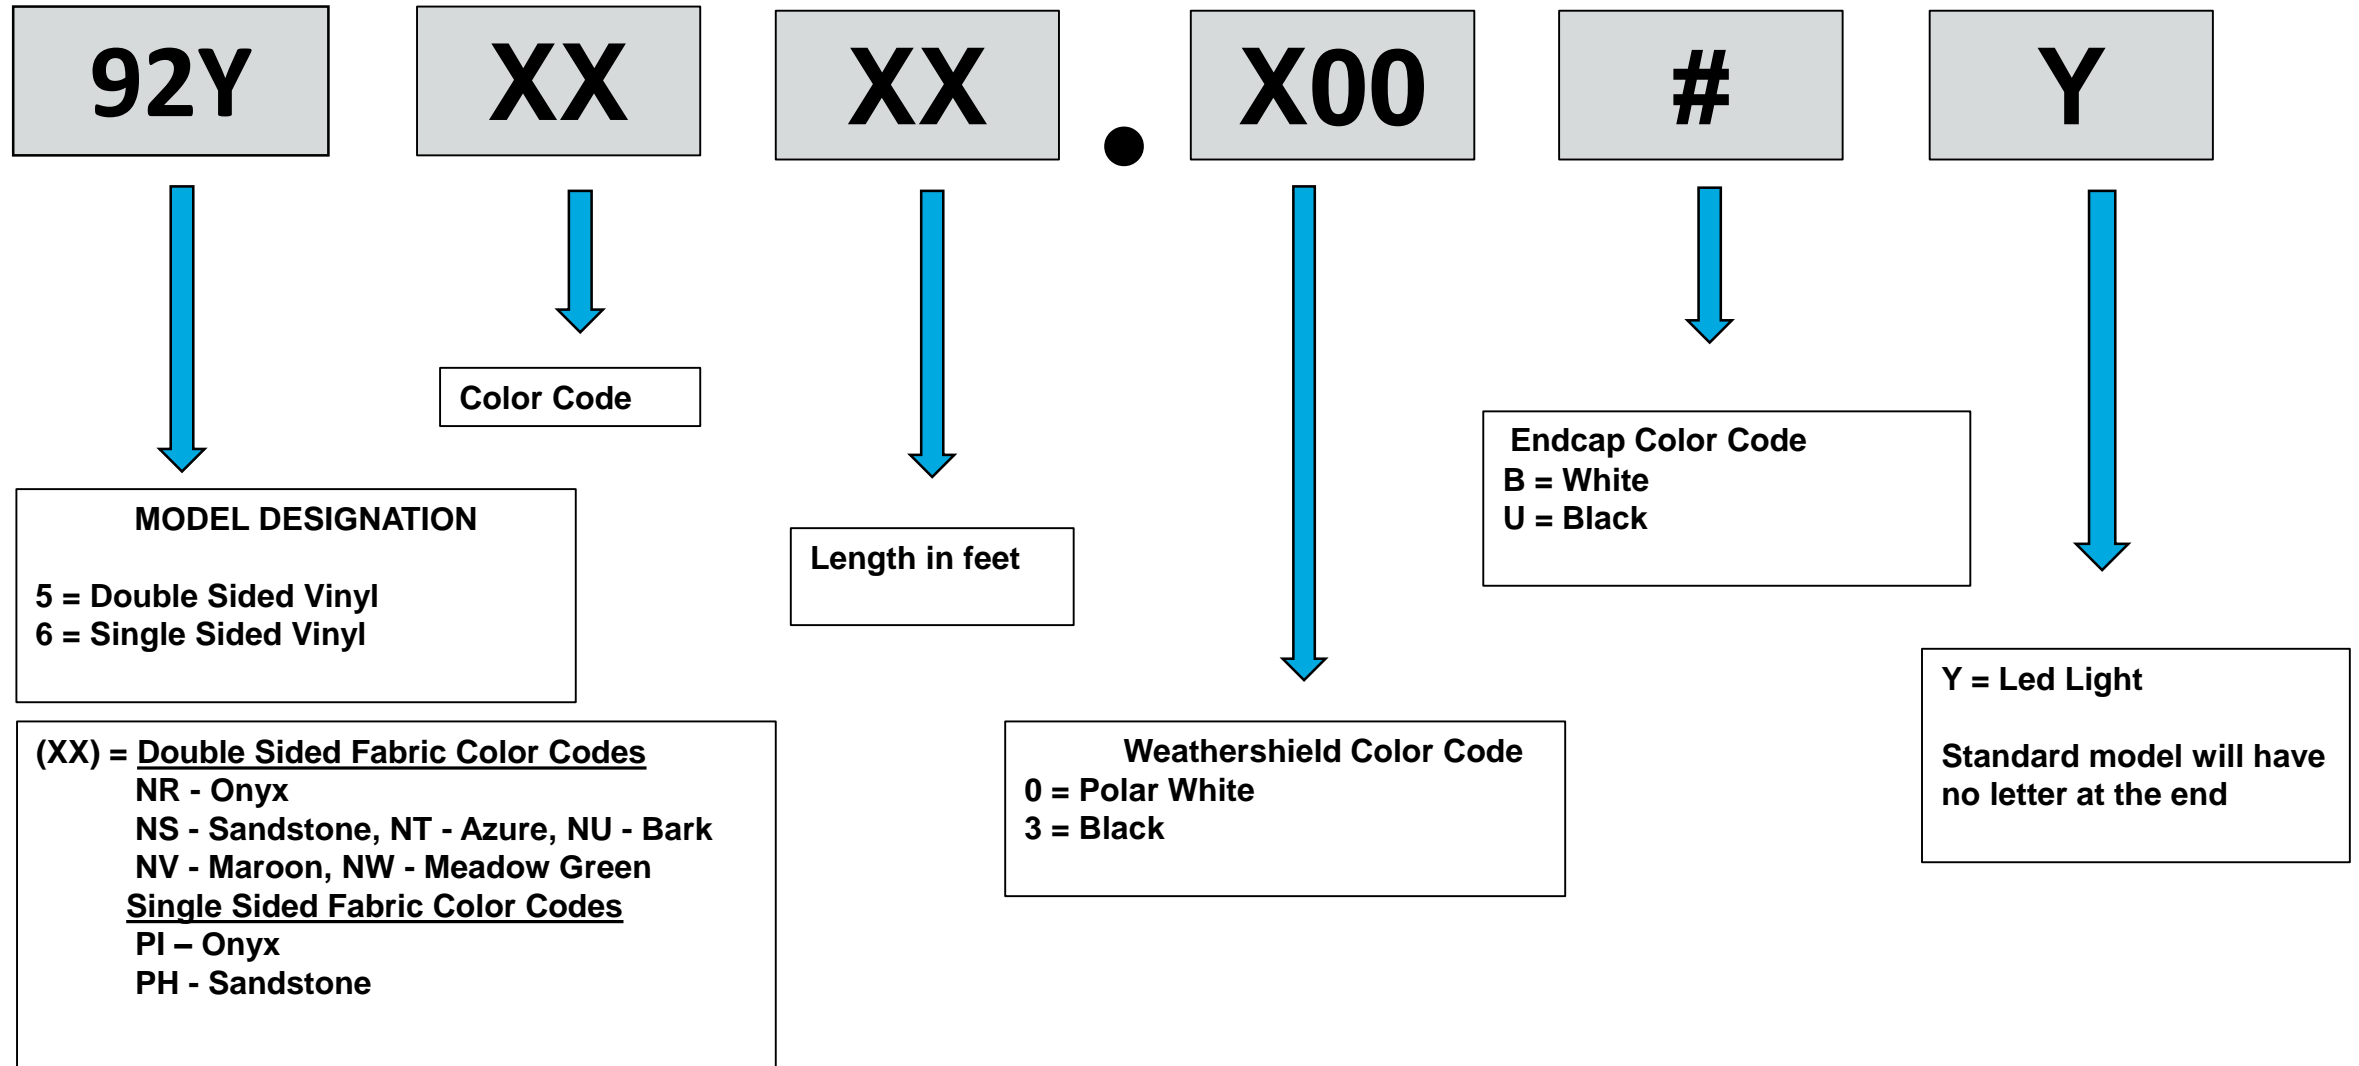 92Y XX XX . X00 # Y
Color Code
MODEL DESIGNATION
5 = Double Sided Vinyl
6 = Single Sided Vinyl
Length in feet
Endcap Color Code
B = White
U = Black
(XX) = Double Sided Fabric Color Codes
NR - Onyx
NS - Sandstone, NT - Azure, NU - Bark
NV - Maroon, NW - Meadow Green
Single Sided Fabric Color Codes
PI – Onyx
PH - Sandstone
Weathershield Color Code
0 = Polar White
3 = Black
Y = Led Light
Standard model will have
no letter at the end